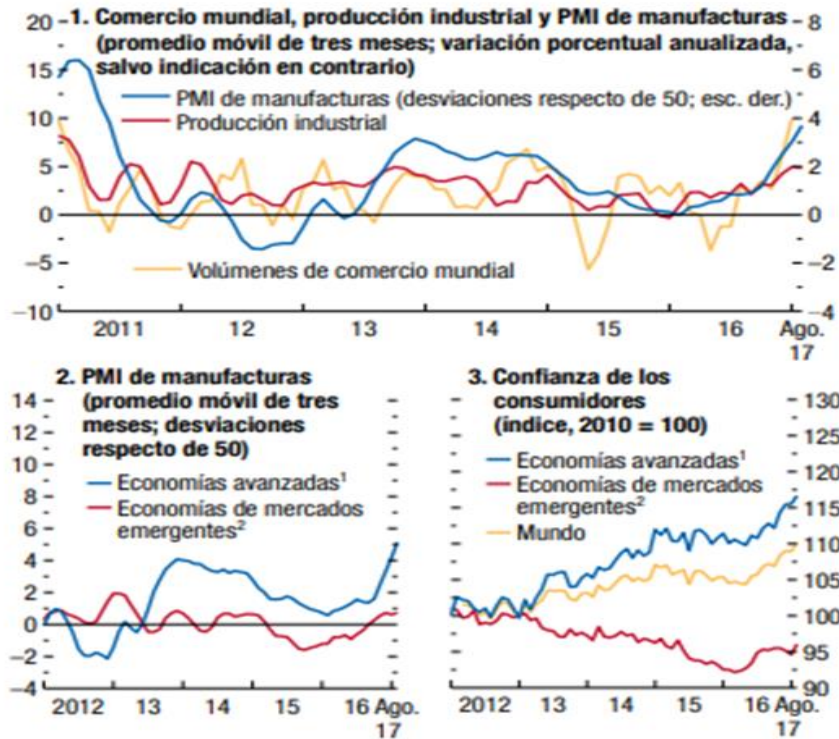 1. Comercio mundial, producción industrial y PMI de manufacturas
(promedio móvil de tres meses; variación porcentual anualizada,
salvo indicación en contrario)
PMI de manufacturas (desviaciones respecto de 50; esc. der.)
Producción industrial
Volúmenes de comercio mundial
20
15
10
5
0
–5
–10
8
6
4
2
0
–2
–4
2011 12 13 14 15 16 Ago.
17
2. PMI de manufacturas
(promedio móvil de tres
meses; desviaciones
respecto de 50)
Economías avanzadas¹
Economías de mercados
emergentes²
14
12
10
8
6
4
2
0
–2
–4
2012 13 14 15 16 Ago.
17
3. Confianza de los
consumidores
(índice, 2010 = 100)
Economías avanzadas¹
Economías de mercados
emergentes²
Mundo
130
125
120
115
110
105
100
95
90
2012 13 14 15 16 Ago.
17